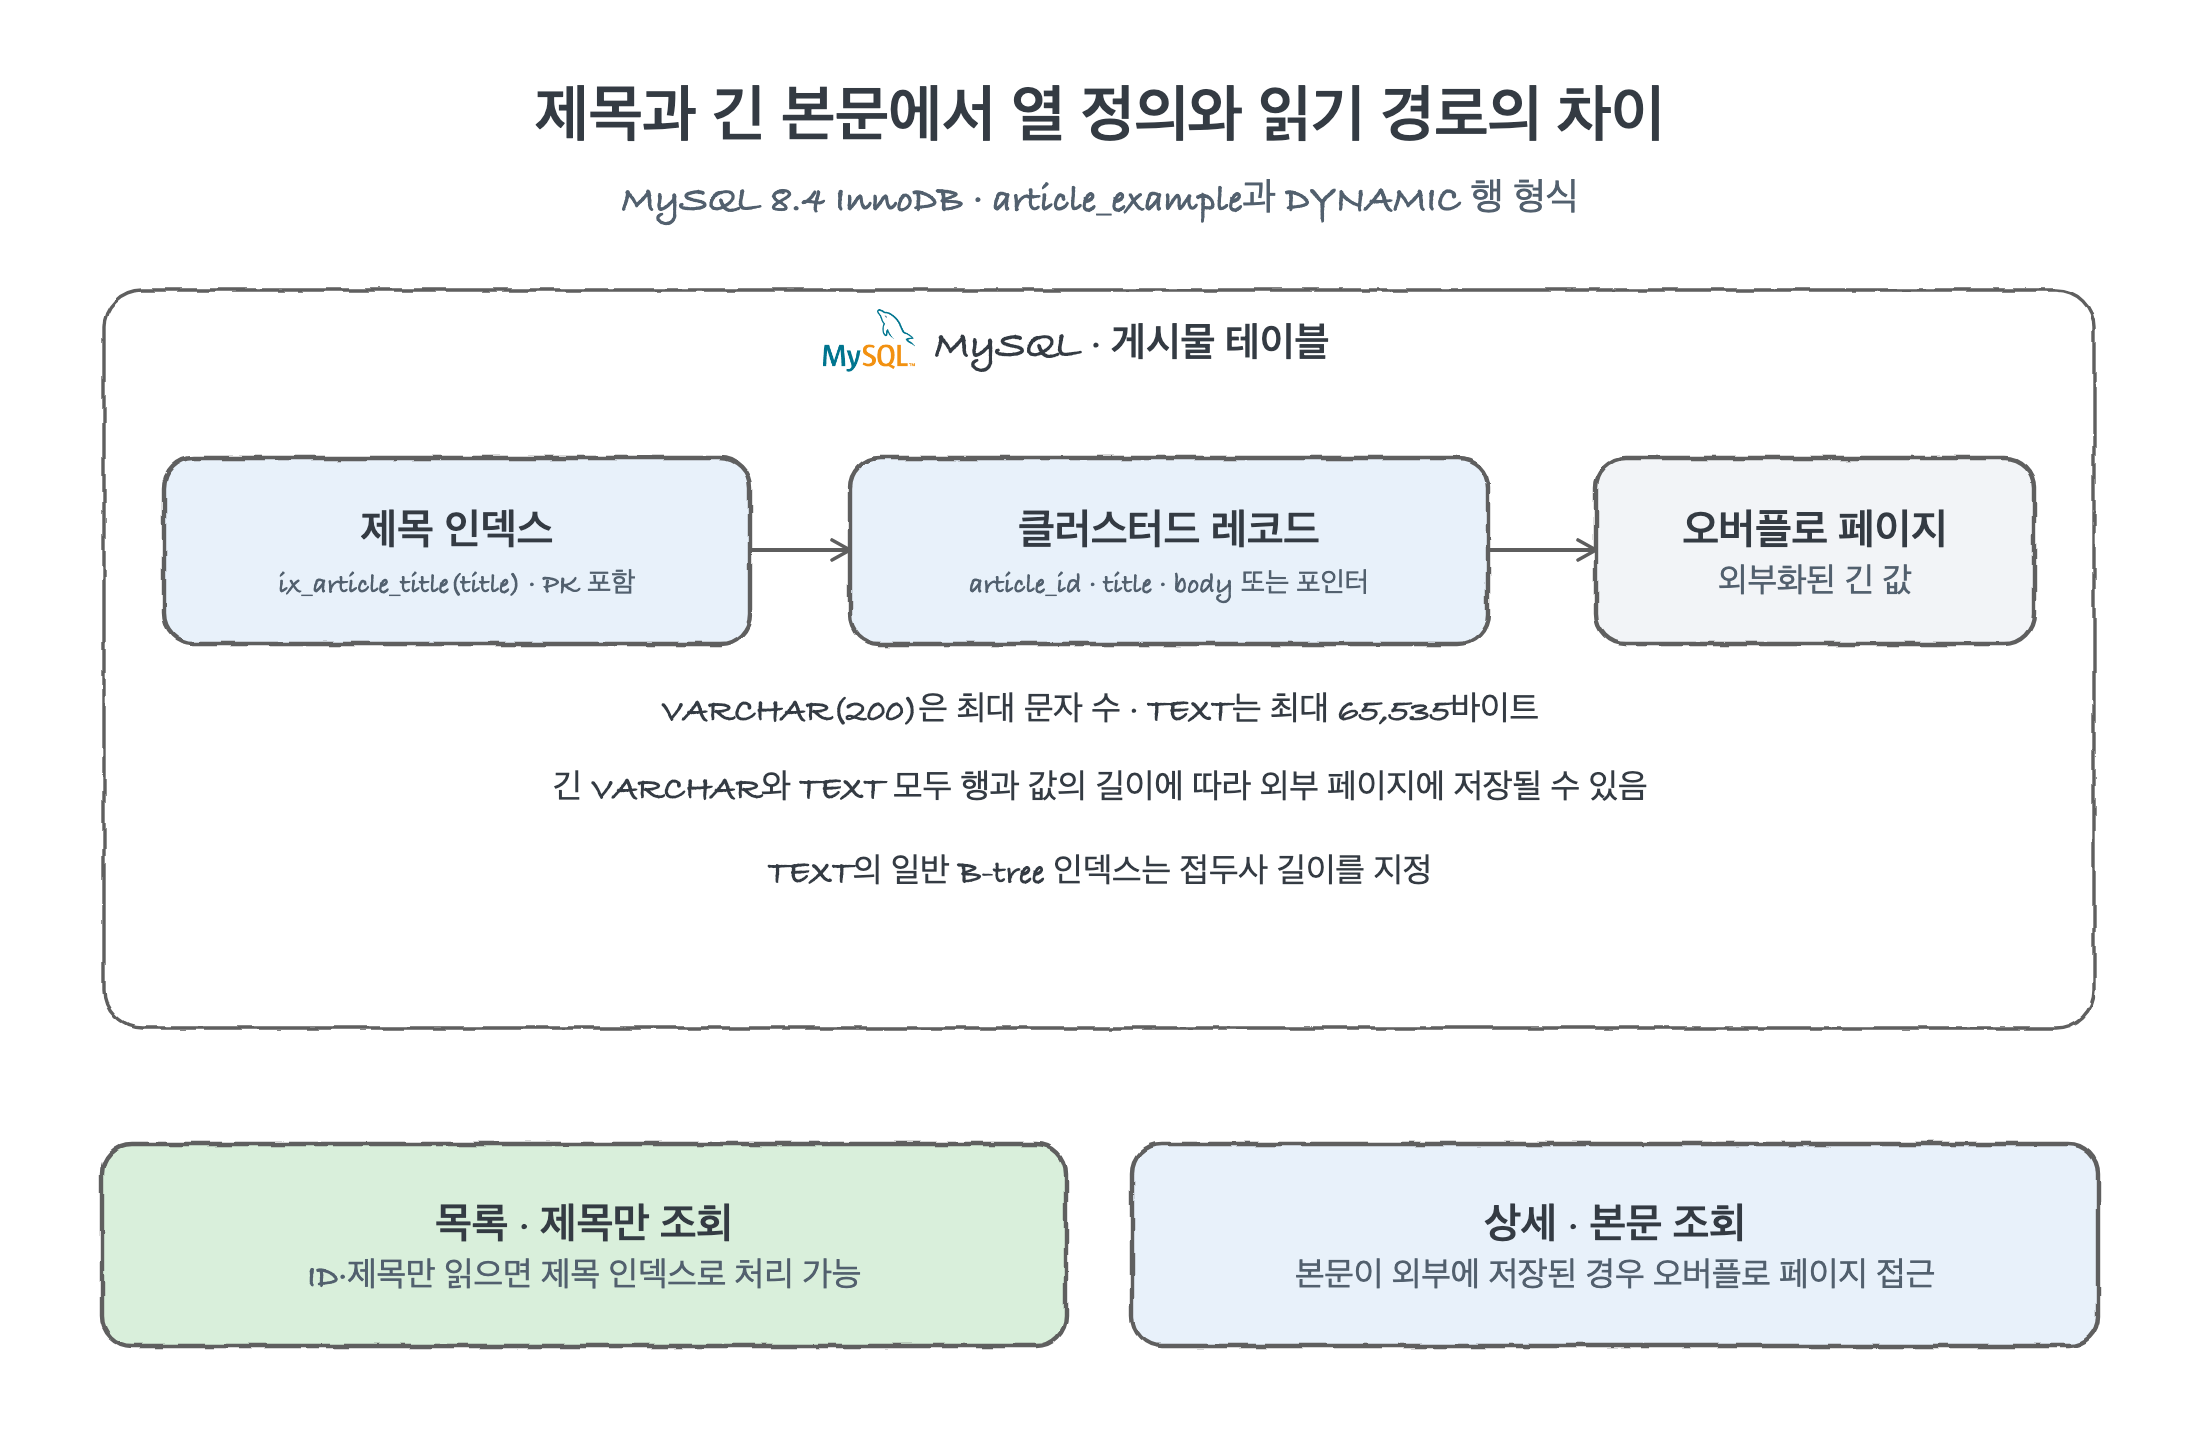 제목과 긴 본문에서 열 정의와 읽기 경로의 차이
MySQL 8.4 InnoDB · article_example과 DYNAMIC 행 형식
MySQL™ MySQL · 게시물 테이블
제목 인덱스
ix_article_title(title) · PK 포함
클러스터드 레코드
article_id · title · body 또는 포인터
오버플로 페이지
외부화된 긴 값
VARCHAR(200)은 최대 문자 수 · TEXT는 최대 65,535바이트
긴 VARCHAR와 TEXT 모두 행과 값의 길이에 따라 외부 페이지에 저장될 수 있음
TEXT의 일반 B-tree 인덱스는 접두사 길이를 지정
목록 · 제목만 조회
ID·제목만 읽으면 제목 인덱스로 처리 가능
상세 · 본문 조회
본문이 외부에 저장된 경우 오버플로 페이지 접근